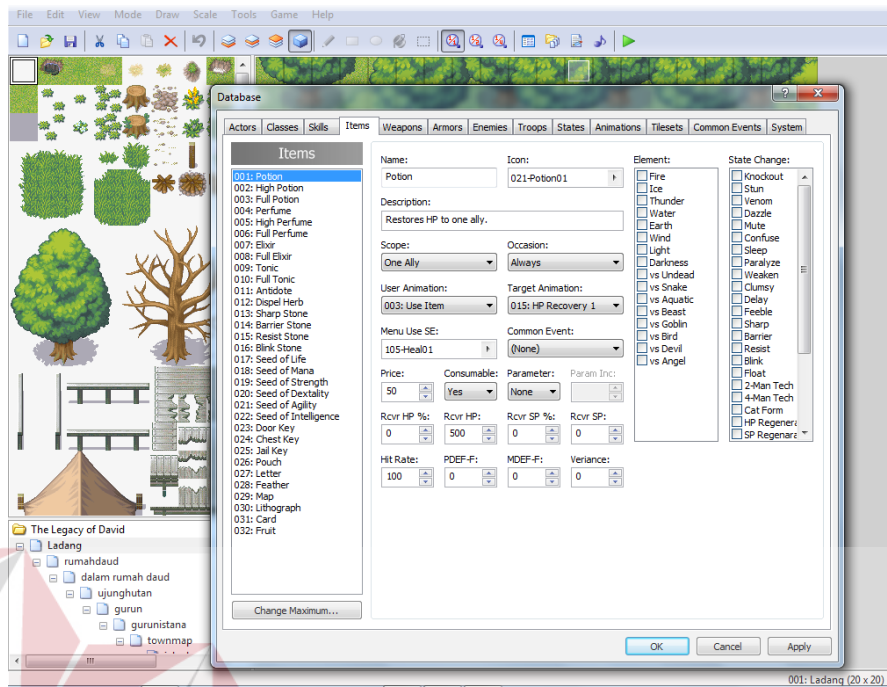 File Edit View Mode Draw Scale Tools Game Help
Database
Actors Classes Skills Items Weapons Armors Enemies Troops States Animations Tilesets Common Events System
Items
001: Potion
002: High Potion
003: Full Potion
004: Perfume
005: High Perfume
006: Full Perfume
007: Elixir
008: Full Elixir
009: Tonic
010: Full Tonic
011: Antidote
012: Dispel Herb
013: Sharp Stone
014: Barrier Stone
015: Resist Stone
016: Blink Stone
017: Seed of Life
018: Seed of Mana
019: Seed of Strength
020: Seed of Dextality
021: Seed of Agility
022: Seed of Intelligence
023: Door Key
024: Chest Key
025: Jail Key
026: Pouch
027: Letter
028: Feather
029: Map
030: Lithograph
031: Card
032: Fruit
Change Maximum...
Name: Icon:
Potion 021-Potion01
Description:
Restores HP to one ally.
Scope: Occasion:
One Ally Always
User Animation: Target Animation:
003: Use Item 015: HP Recovery 1
Menu Use SE: Common Event:
105-Heal01 (None)
Price: Consumable: Parameter: Param Inc:
50 Yes None
Rcvr HP %: Rcvr HP: Rcvr SP %: Rcvr SP:
0 500 0 0
Hit Rate: PDEF-F: MDEF-F: Veriance:
100 0 0 0
Element:
Fire
Ice
Thunder
Water
Earth
Wind
Light
Darkness
vs Undead
vs Snake
vs Aquatic
vs Beast
vs Goblin
vs Bird
vs Devil
vs Angel
State Change:
Knockout
Stun
Venom
Dazzle
Mute
Confuse
Sleep
Paralyze
Weaken
Clumsy
Delay
Feeble
Sharp
Barrier
Resist
Blink
Float
2-Man Tech
4-Man Tech
Cat Form
HP Regenera
SP Regenara
OK Cancel Apply
The Legacy of David
Ladang
rumahdaud
dalam rumah daud
ujunghutan
gurun
gurunistana
townmap
001: Ladang (20 x 20)